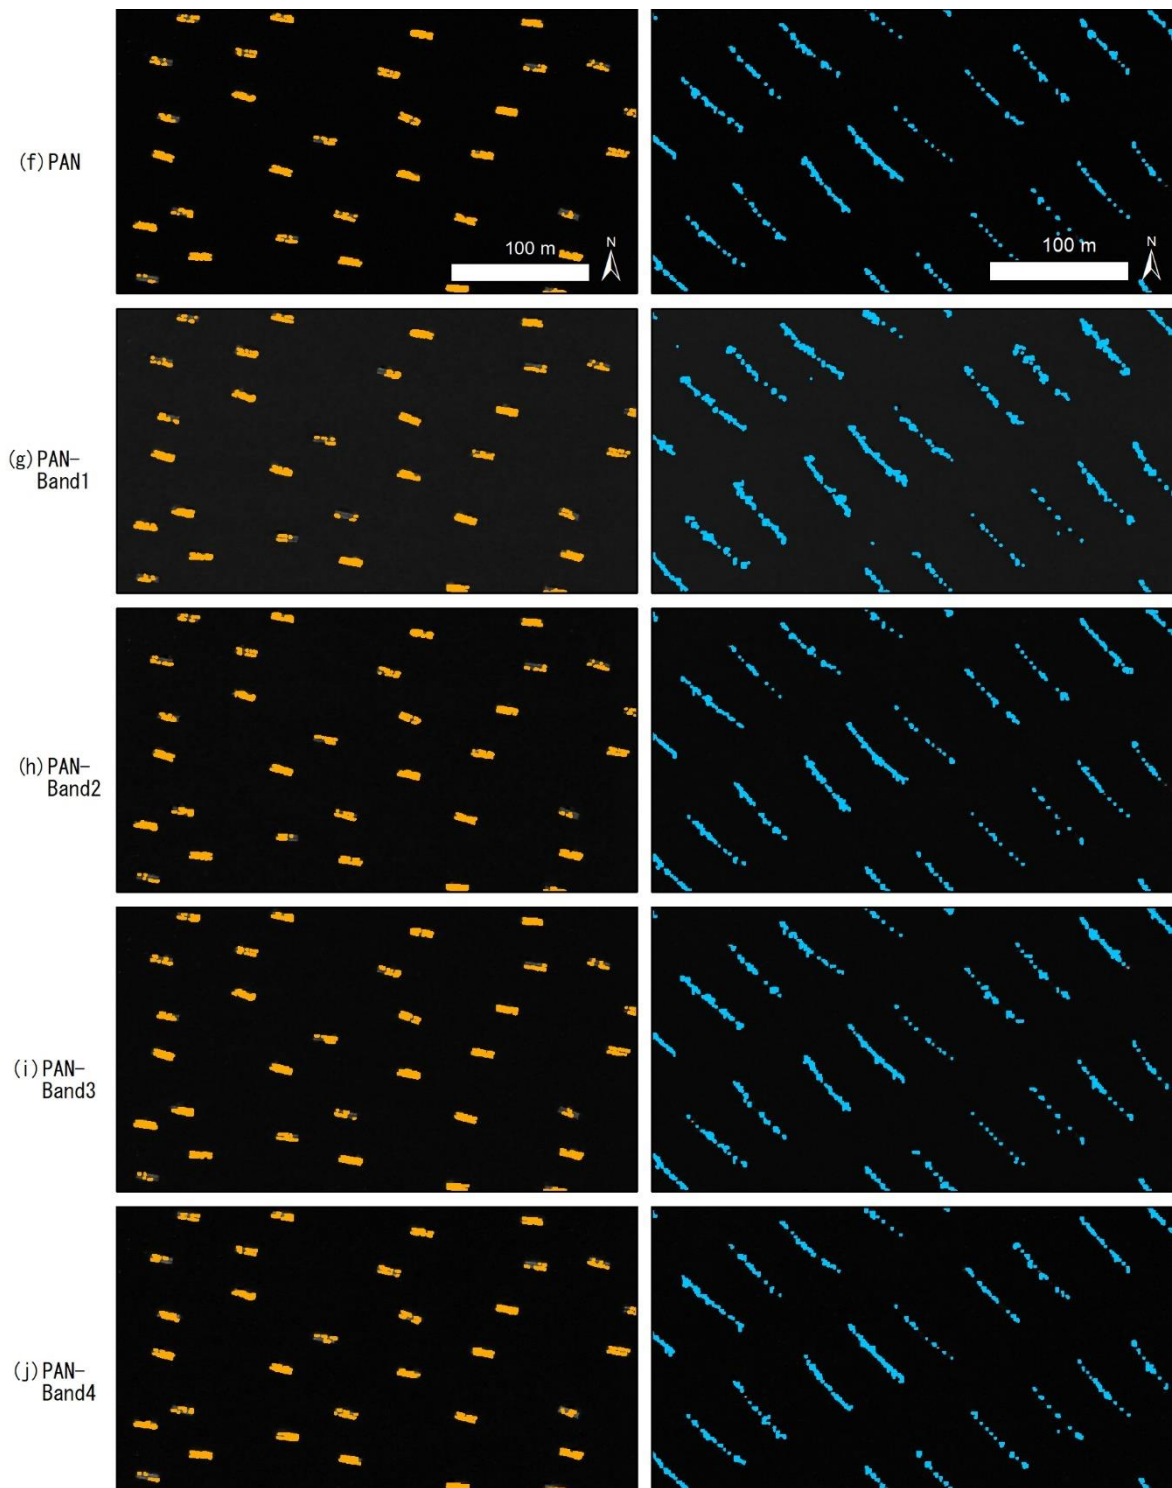 (f) PAN
100 m
N
100 m
N
(g) PAN-
Band1
(h) PAN-
Band2
(i) PAN-
Band3
(j) PAN-
Band4